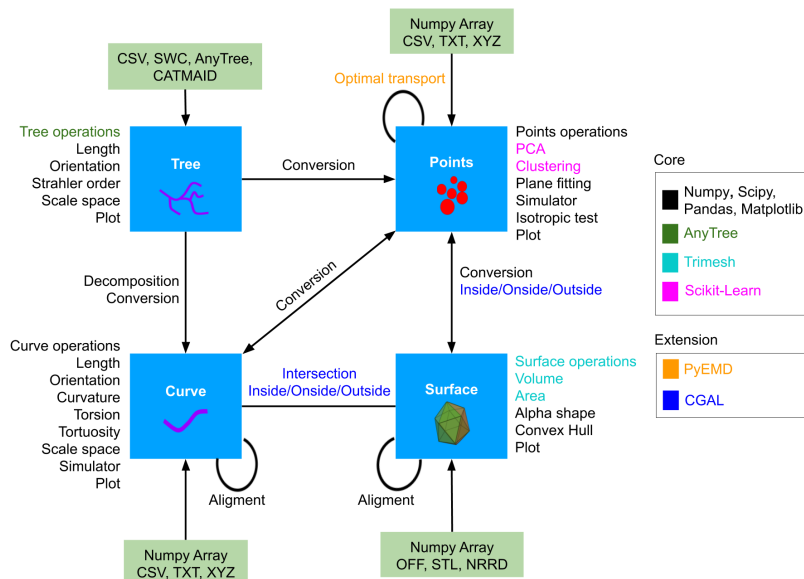 Numpy Array
CSV, TXT, XYZ
CSV, SWC, AnyTree,
CATMAID
Optimal transport
Tree operations
Length
Orientation
Strahler order
Scale space
Plot
Tree
Conversion
Points
Points operations
PCA
Clustering
Plane fitting
Simulator
Isotropic test
Plot
Core
Numpy, Scipy,
Pandas, Matplotlib
AnyTree
Trimesh
Scikit-Learn
Decomposition
Conversion
Conversion
Conversion
Inside/Onside/Outside
Extension
PyEMD
CGAL
Curve operations
Length
Orientation
Curvature
Torsion
Tortuosity
Scale space
Simulator
Plot
Curve
Intersection
Inside/Onside/Outside
Surface
Surface operations
Volume
Area
Alpha shape
Convex Hull
Plot
Aligment
Aligment
Numpy Array
CSV, TXT, XYZ
Numpy Array
OFF, STL, NRRD